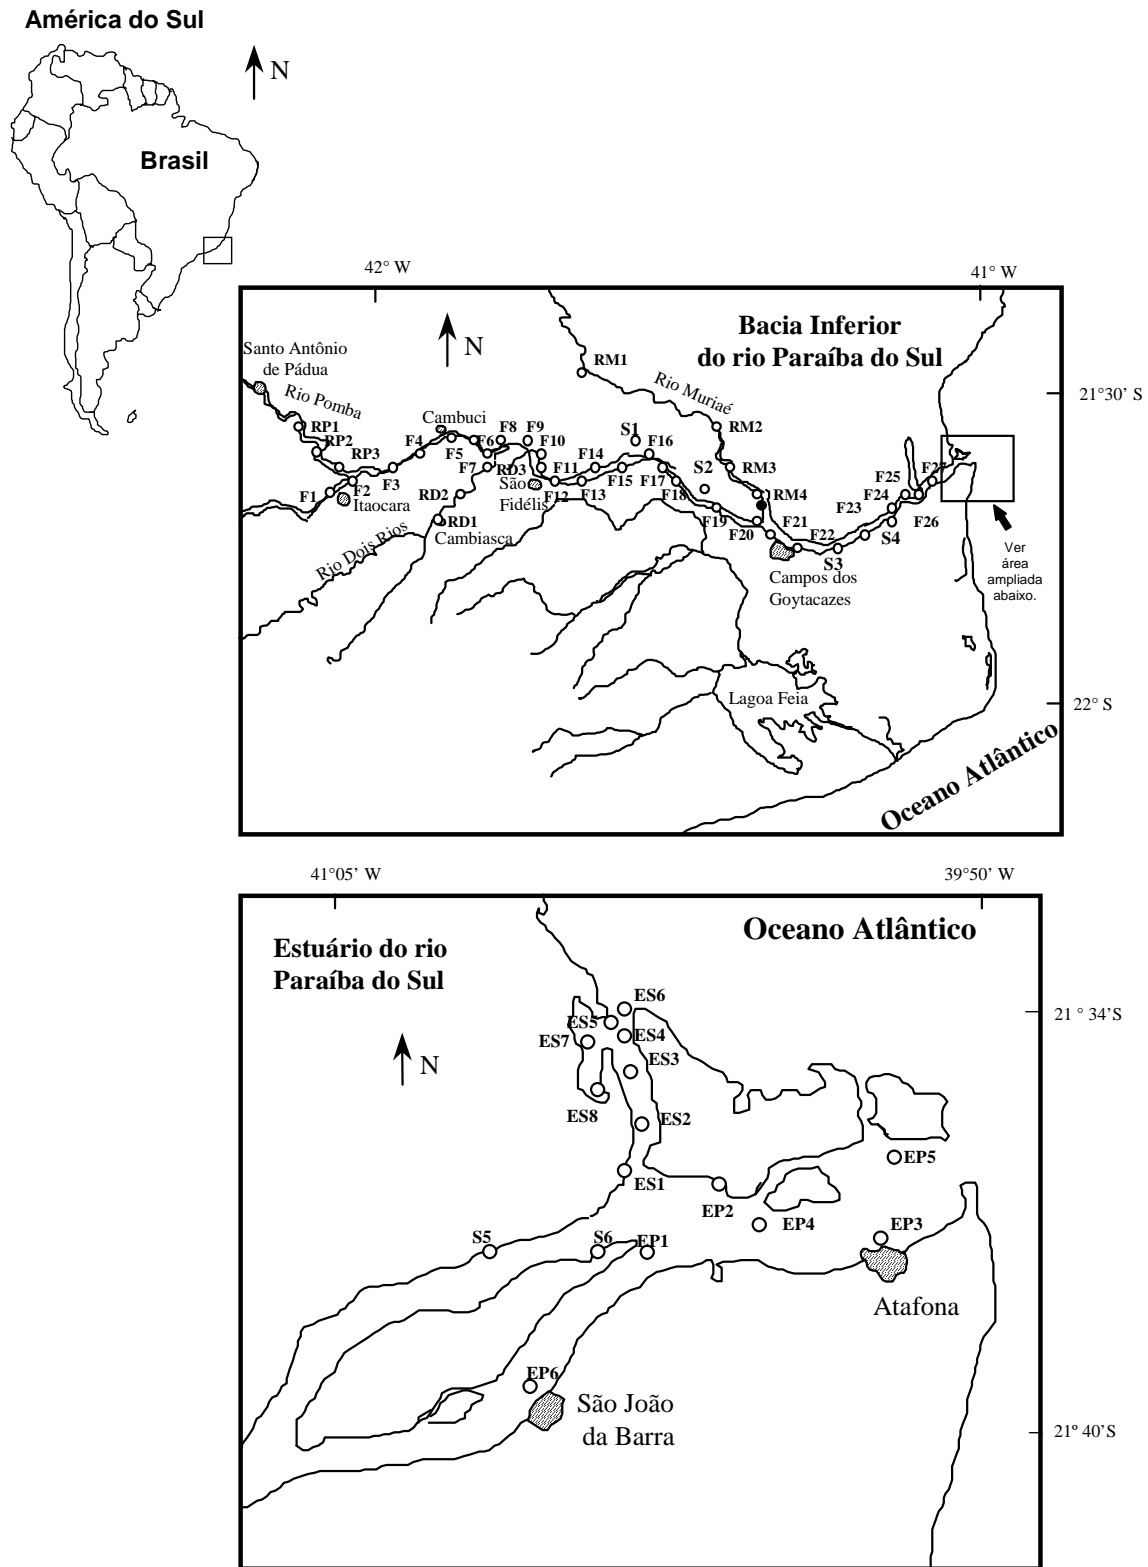 América do Sul
N
Brasil
42° W
41° W
Bacia Inferior
do rio Paraíba do Sul
N
Santo Antônio
de Pádua
Rio Pomba
RM1
Rio Muriaé
21°30’ S
Cambuci
RP1
RP2
RP3
F4
F5
F6
F8
F9
F10
S1
F16
RM2
F1
F2
Itaocara
F3
F7
RD3
São
Fidélis
F11
F14
F12
F13
F15
F17
F18
S2
RM3
RM4
F25
F27
F24
F23
F26
RD2
RD1
Cambiasca
Rio Dois Rios
F19
F20
F21
F22
S3
S4
Campos dos
Goytacazes
Ver
área
ampliada
abaixo.
Lagoa Feia
22° S
Oceano Atlântico
41°05’ W
39°50’ W
Estuário do rio
Paraíba do Sul
Oceano Atlântico
N
ES6
ES5
ES7
ES4
ES3
ES8
ES2
21° 34’S
ES1
EP5
EP2
EP4
EP3
S5
S6
EP1
Atafona
EP6
São João
da Barra
21° 40’S